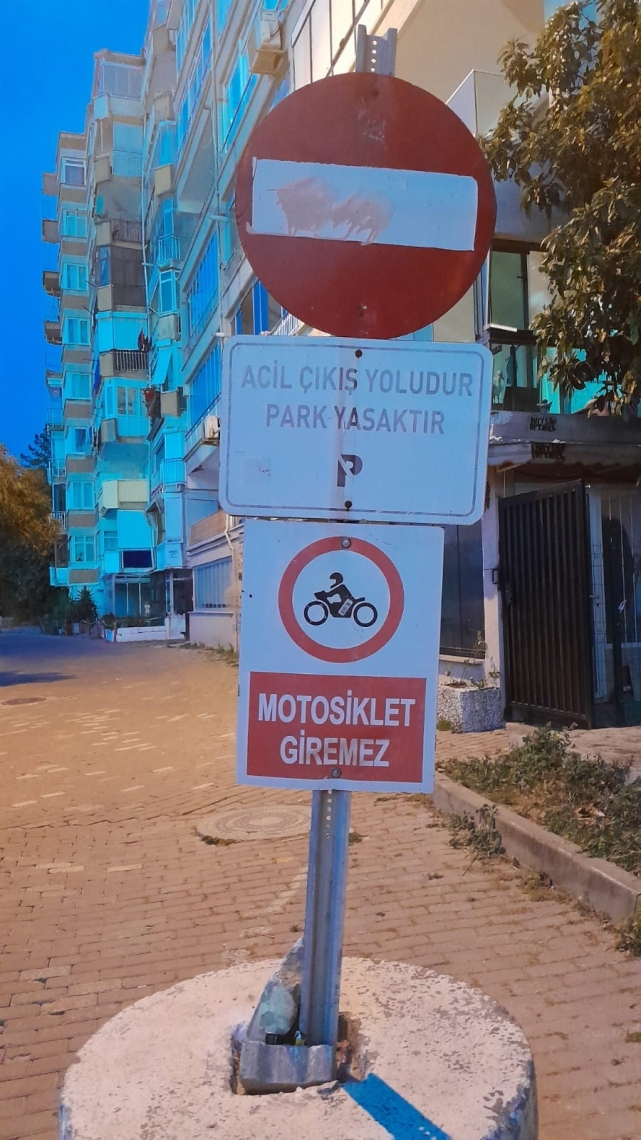 ACİL ÇIKIŞ YOLUDUR
PARK YASAKTIR
P
MOTOSİKLET
GİREMEZ